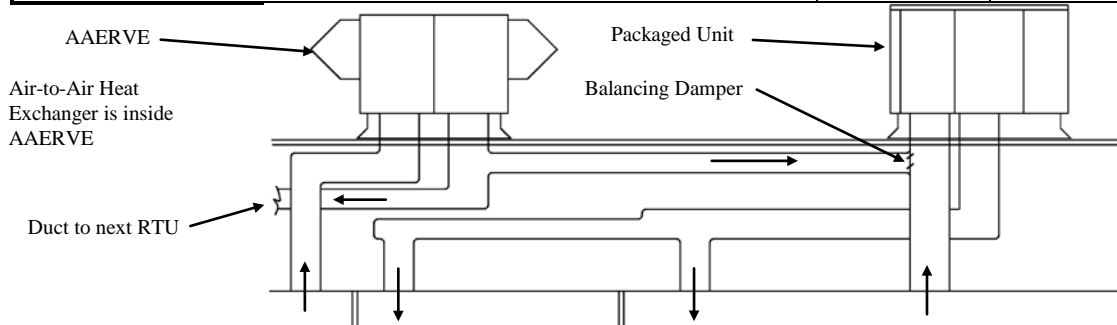 AAERVE
Air-to-Air Heat
Exchanger is inside
AAERVE
Duct to next RTU
Packaged Unit
Balancing Damper